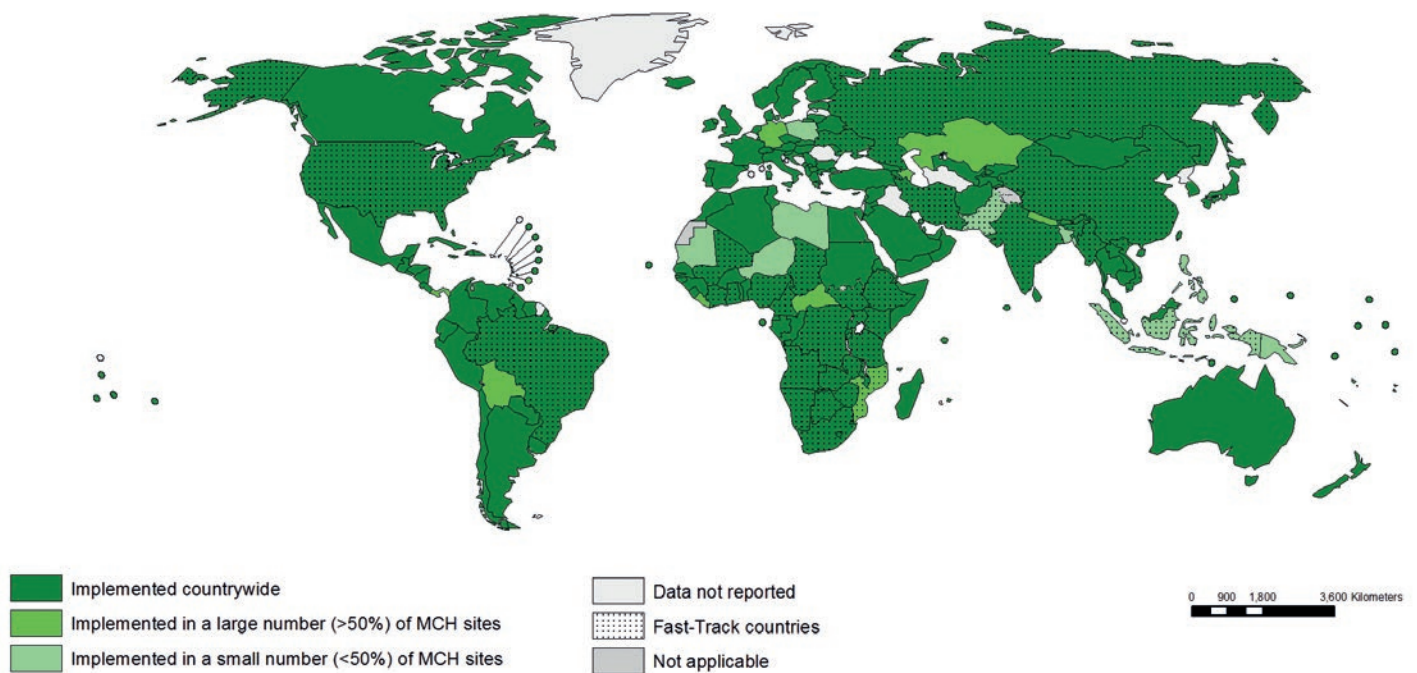 Implemented countrywide
Implemented in a large number (>50%) of MCH sites
Implemented in a small number (<50%) of MCH sites
Data not reported
Fast-Track countries
Not applicable
0 900 1,800 3,600 Kilometers